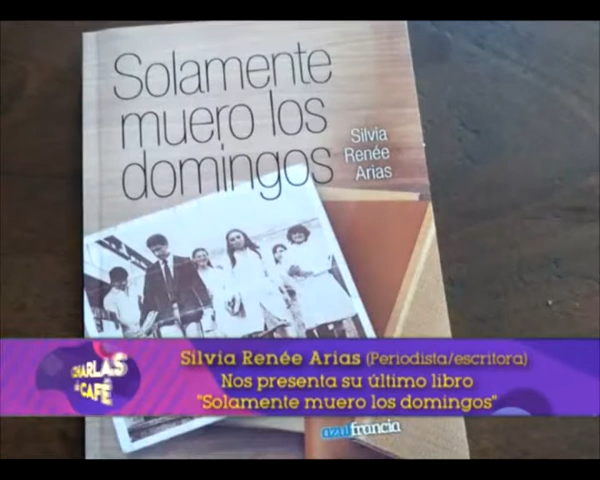 Solamente
muero los
domingos
Silvia
Renée
Arias
CHARLAS
de CAFÉ
Silvia Renée Arias (Periodista/escritora)
Nos presenta su último libro
"Solamente muero los domingos"
azulfrancia